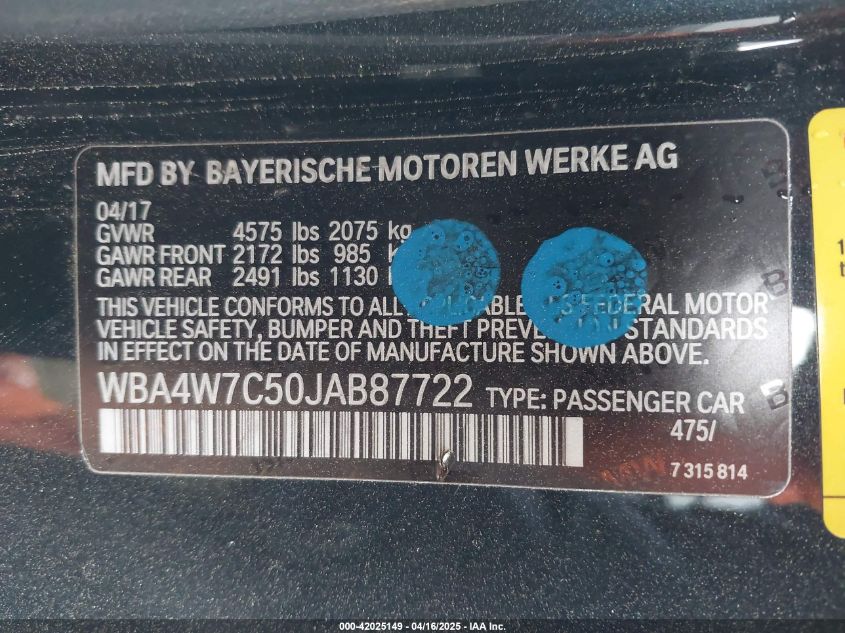 MFD BY BAYERISCHE MOTOREN WERKE AG
04/17
GVWR 4575 lbs 2075 kg
GAWR FRONT 2172 lbs 985
GAWR REAR 2491 lbs 1130
THIS VEHICLE CONFORMS TO ALL FEDERAL MOTOR
VEHICLE SAFETY, BUMPER AND THEFT STANDARDS
IN EFFECT ON THE DATE OF MANUFACTURE SHOWN ABOVE.
WBA4W7C50JAB87722 TYPE: PASSENGER CAR
475/
7 315 814
000-42025149 - 04/16/2025 - IAA Inc.